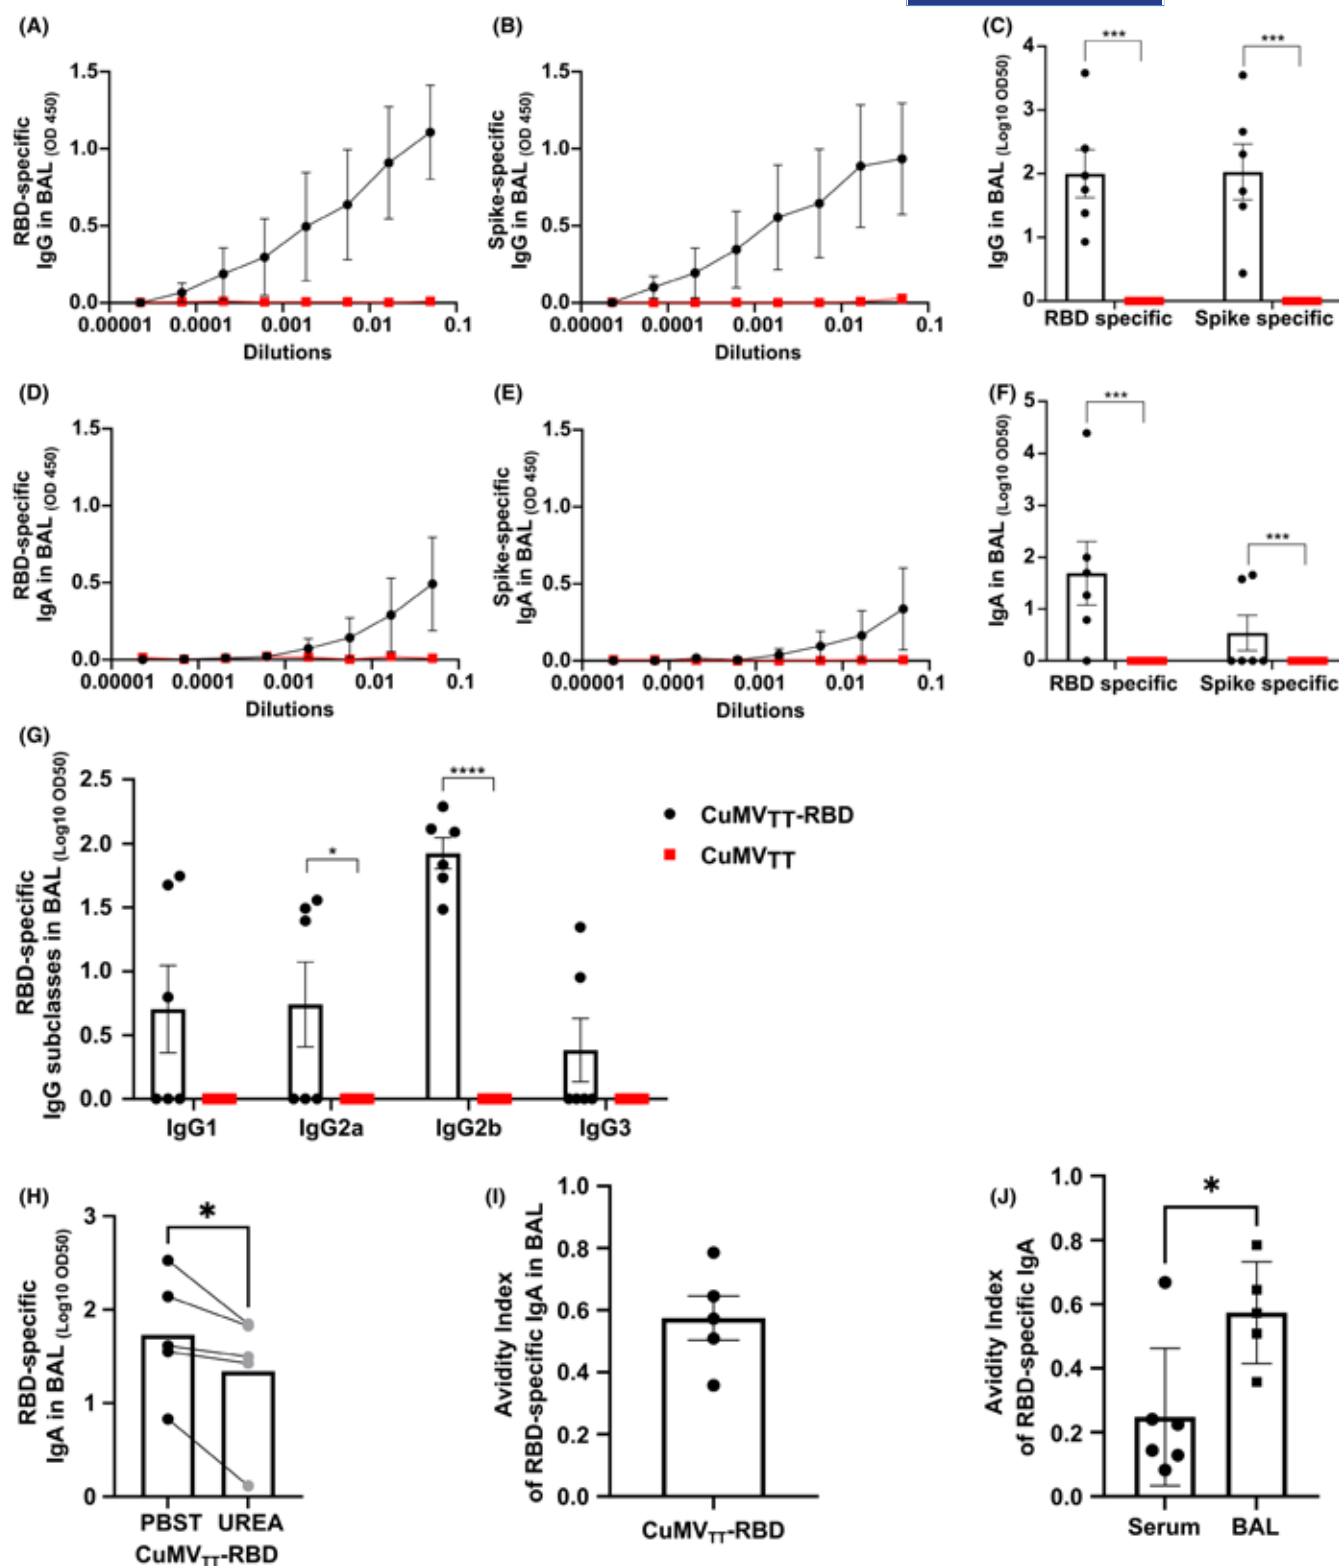 (A)
RBD-specific
IgG in BAL (OD 450)
1.5
1.0
0.5
0.0
0.00001
0.001
0.01
0.1
Dilutions
(B)
Spike-specific
IgG in BAL (OD 450)
1.5
1.0
0.5
0.0
0.00001
0.001
0.01
0.1
Dilutions
(C)
IgG in BAL (Log10 OD50)
4
3
2
1
0
***
***
RBD specific
Spike specific
(D)
RBD-specific
IgA in BAL (OD 450)
1.5
1.0
0.5
0.0
0.00001
0.0001
0.01
0.1
Dilutions
(E)
Spike-specific
IgA in BAL (OD 450)
1.5
1.0
0.5
0.0
0.00001
0.0001
0.01
0.1
Dilutions
(F)
IgA in BAL (Log10 OD50)
5
4
3
2
1
0
***
***
RBD specific
Spike specific
(G)
RBD-specific
IgG subclasses in BAL (Log10 OD50)
2.5
2.0
1.5
1.0
0.5
0.0
*
****
IgG1
IgG2a
IgG2b
IgG3
CuMVTT-RBD
CuMVTT
(H)
RBD-specific
IgA in BAL (Log10 OD50)
3
2
1
0
*
PBST UREA
CuMVTT-RBD
(I)
Avidity Index
of RBD-specific IgA in BAL
1.0
0.8
0.6
0.4
0.2
0.0
CuMVTT-RBD
(J)
Avidity Index
of RBD-specific IgA
1.0
0.8
0.6
0.4
0.2
0.0
*
Serum
BAL